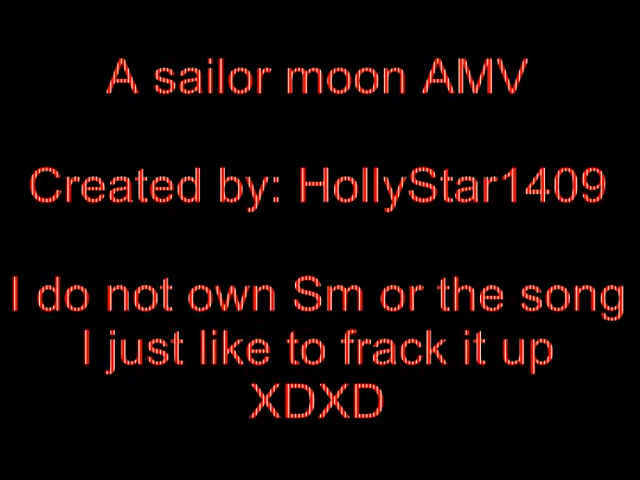 A sailor moon AMV
Created by: HollyStar1409
I do not own Sm or the song
I just like to frack it up
XDXD